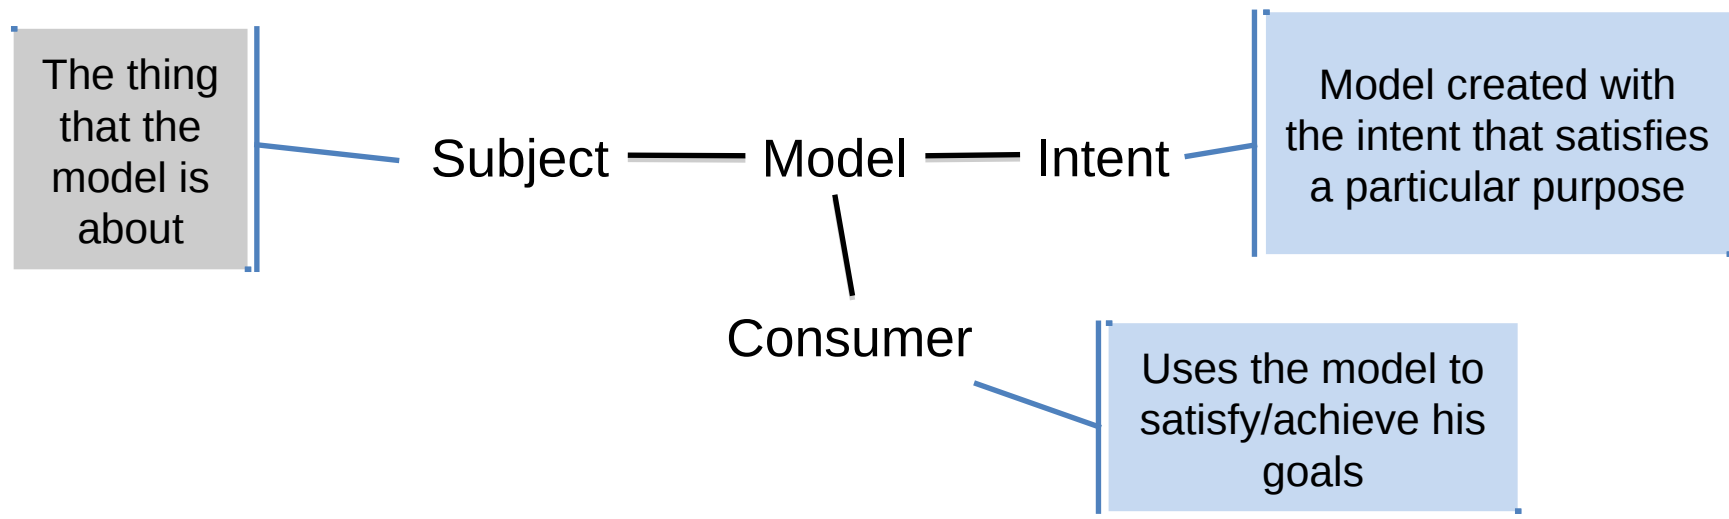 The thing
that the
model is
about
Subject
Model
Intent
Model created with
the intent that satisfies
a particular purpose
Consumer
Uses the model to
satisfy/achieve his
goals